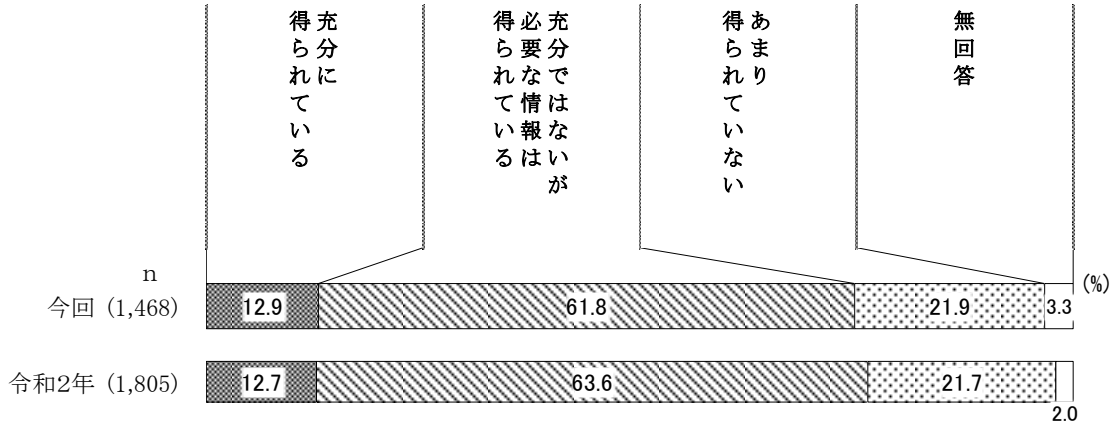 充分に
得られている
充分ではないが
必要な情報は
得られている
あまり
得られていない
無回答
n
(%)
今回 (1,468)
12.9
61.8
21.9
3.3
令和2年 (1,805)
12.7
63.6
21.7
2.0